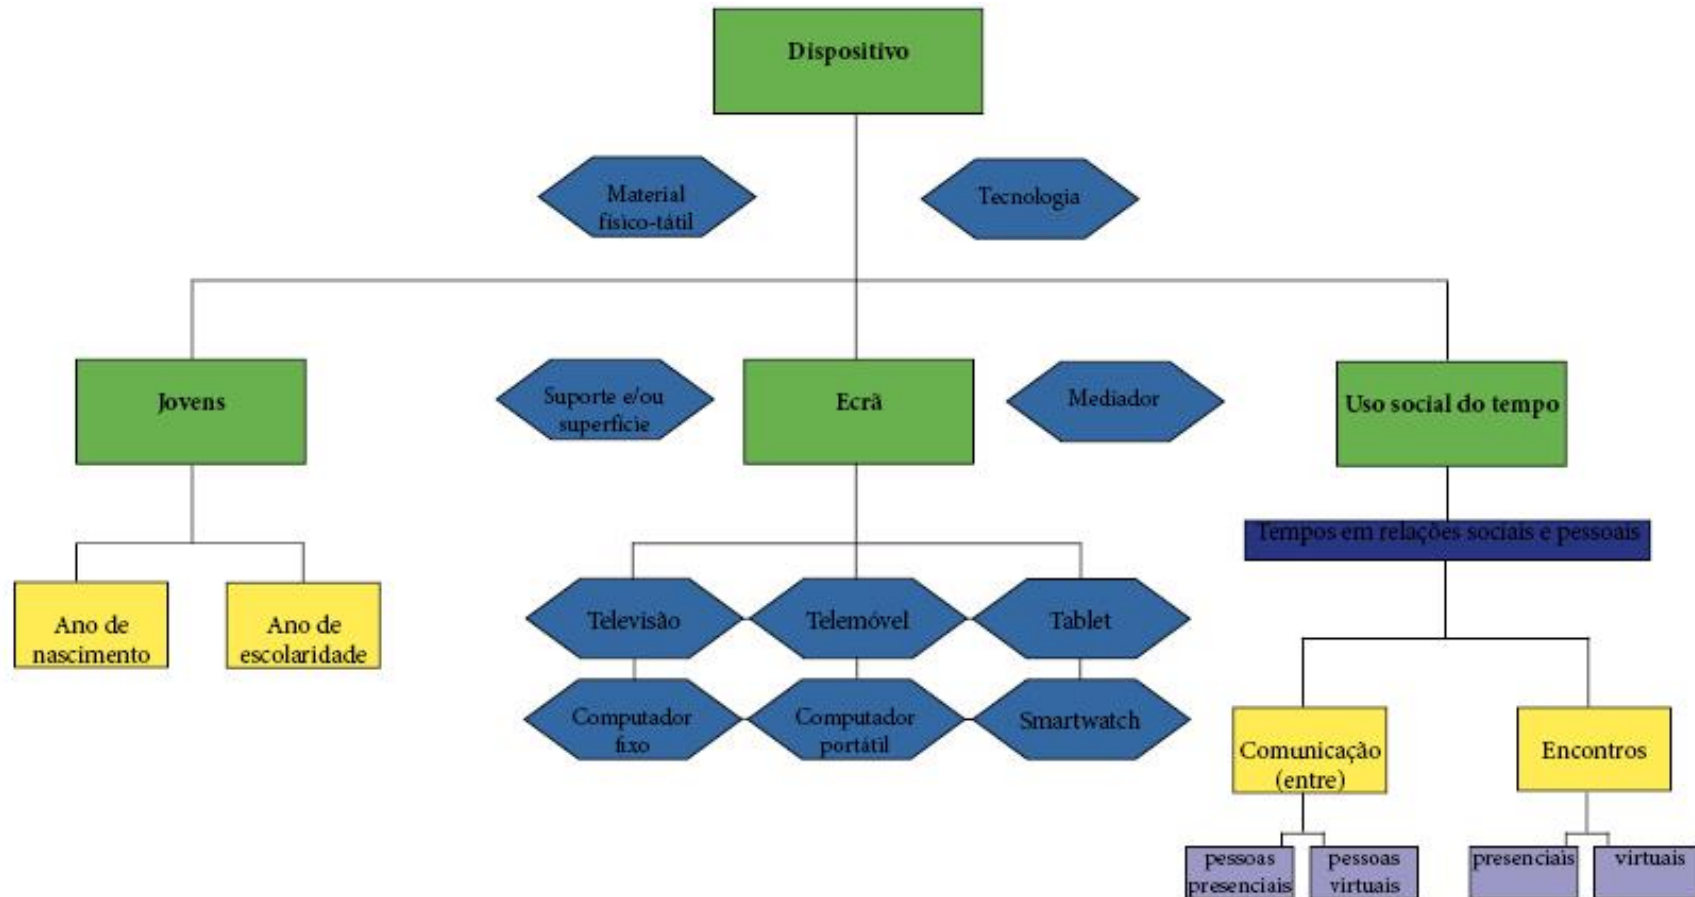 Dispositivo
Material
físico-tátil
Tecnologia
Jovens
Suporte e/ou
superfície
Ecrã
Mediador
Uso social do tempo
Tempos em relações sociais e pessoais
Ano de
nascimento
Ano de
escolaridade
Televisão
Telemóvel
Tablet
Computador
fixo
Computador
portátil
Smartwatch
Comunicação
(entre)
Encontros
pessoas
presenciais
pessoas
virtuais
presenciais
virtuais